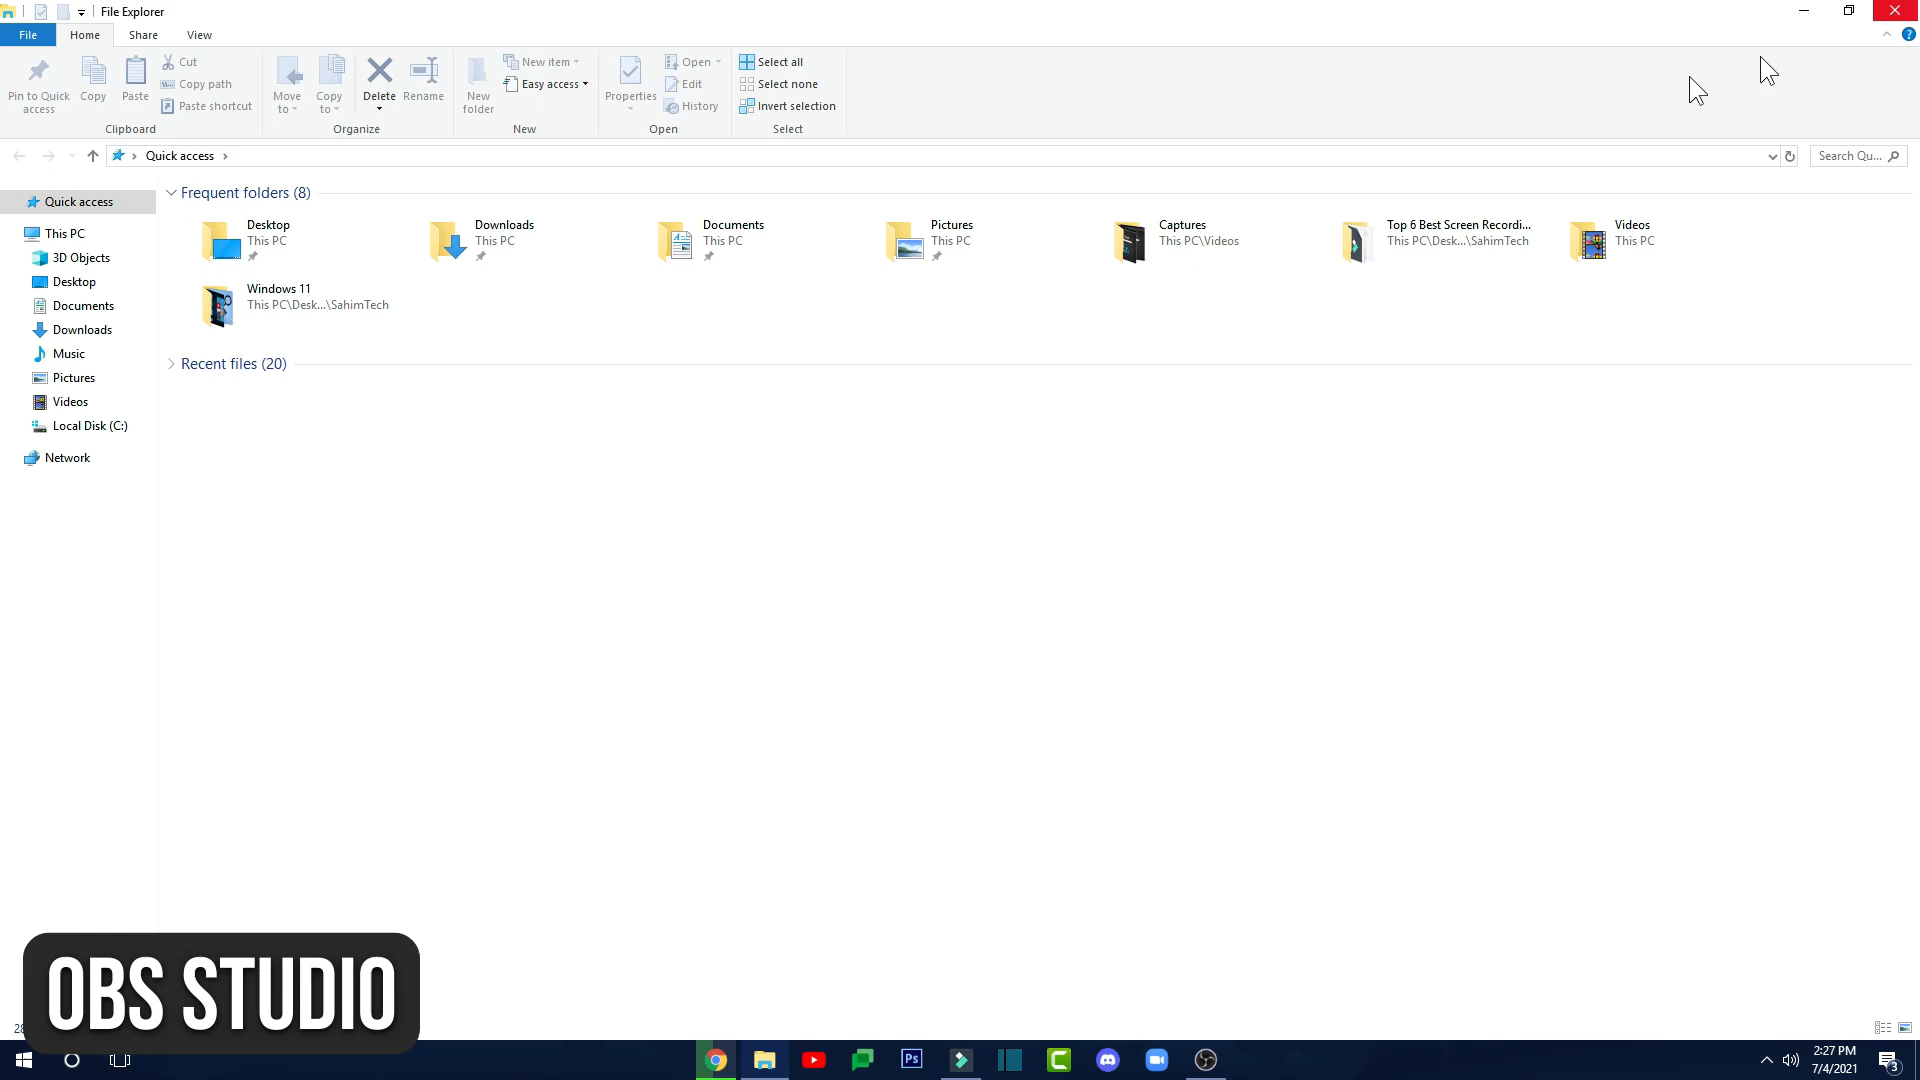 File Explorer
File Home Share View
Pin to Quick access
Copy
Paste
Cut
Copy path
Paste shortcut
Clipboard
Move to
Copy to
Delete
Rename
Organize
New folder
New item
Easy access
New
Properties
Open
Edit
History
Open
Select all
Select none
Invert selection
Select
Quick access
Search Qu...
Quick access
This PC
3D Objects
Desktop
Documents
Downloads
Music
Pictures
Videos
Local Disk (C:)
Network
Frequent folders (8)
Desktop
This PC
Downloads
This PC
Documents
This PC
Pictures
This PC
Captures
This PC\Videos
Top 6 Best Screen Recordi...
This PC\Desk...\SahimTech
Videos
This PC
Windows 11
This PC\Desk...\SahimTech
Recent files (20)
OBS STUDIO
Ps
2:27 PM
7/4/2021
3